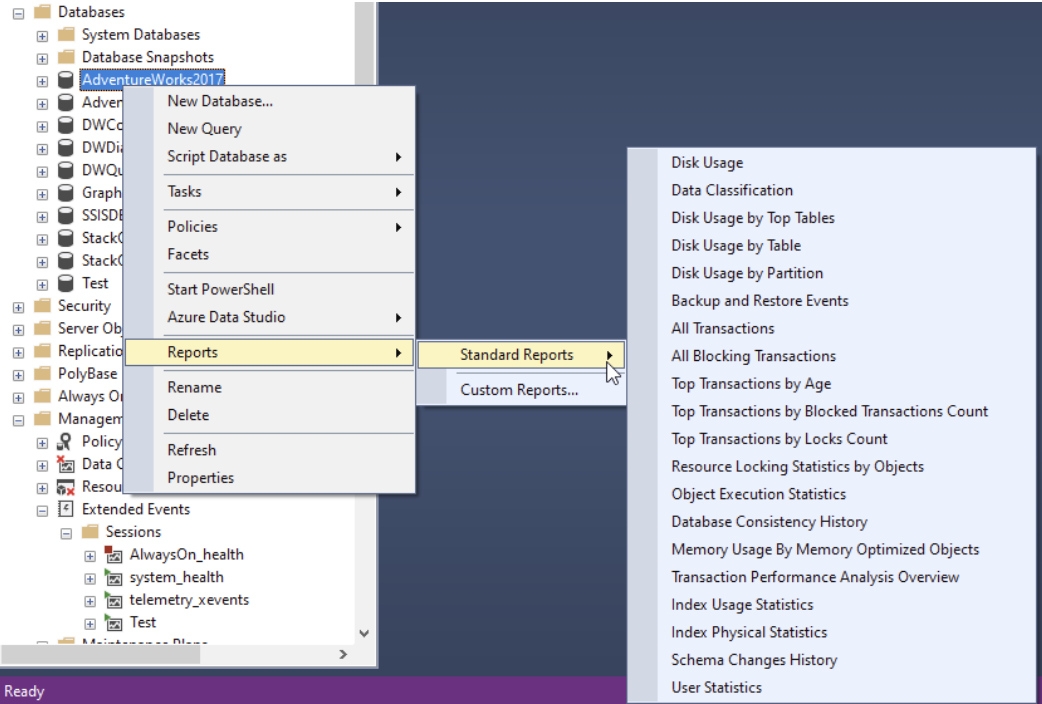 Databases
System Databases
Database Snapshots
AdventureWorks2017
Adven
DWCo
DWDia
DWQu
Graph
SSISDB
StackO
StackO
Test
Security
Server Ob
Replicatio
PolyBase
Always O
Managem
Policy
Data C
Resou
Extended Events
Sessions
AlwaysOn_health
system_health
telemetry_xevents
Test
Maintenance Plans
New Database...
New Query
Script Database as
Tasks
Policies
Facets
Start PowerShell
Azure Data Studio
Reports
Rename
Delete
Refresh
Properties
Standard Reports
Custom Reports...
Disk Usage
Data Classification
Disk Usage by Top Tables
Disk Usage by Table
Disk Usage by Partition
Backup and Restore Events
All Transactions
All Blocking Transactions
Top Transactions by Age
Top Transactions by Blocked Transactions Count
Top Transactions by Locks Count
Resource Locking Statistics by Objects
Object Execution Statistics
Database Consistency History
Memory Usage By Memory Optimized Objects
Transaction Performance Analysis Overview
Index Usage Statistics
Index Physical Statistics
Schema Changes History
User Statistics
Ready